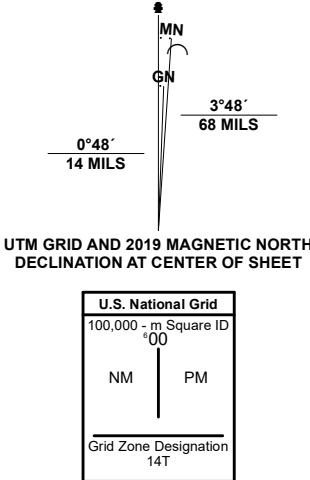 MN
GN
3°48´
68 MILS
0°48´
14 MILS
UTM GRID AND 2019 MAGNETIC NORTH
DECLINATION AT CENTER OF SHEET
U.S. National Grid
100,000 - m Square ID
⁶00
NM PM
Grid Zone Designation
14T